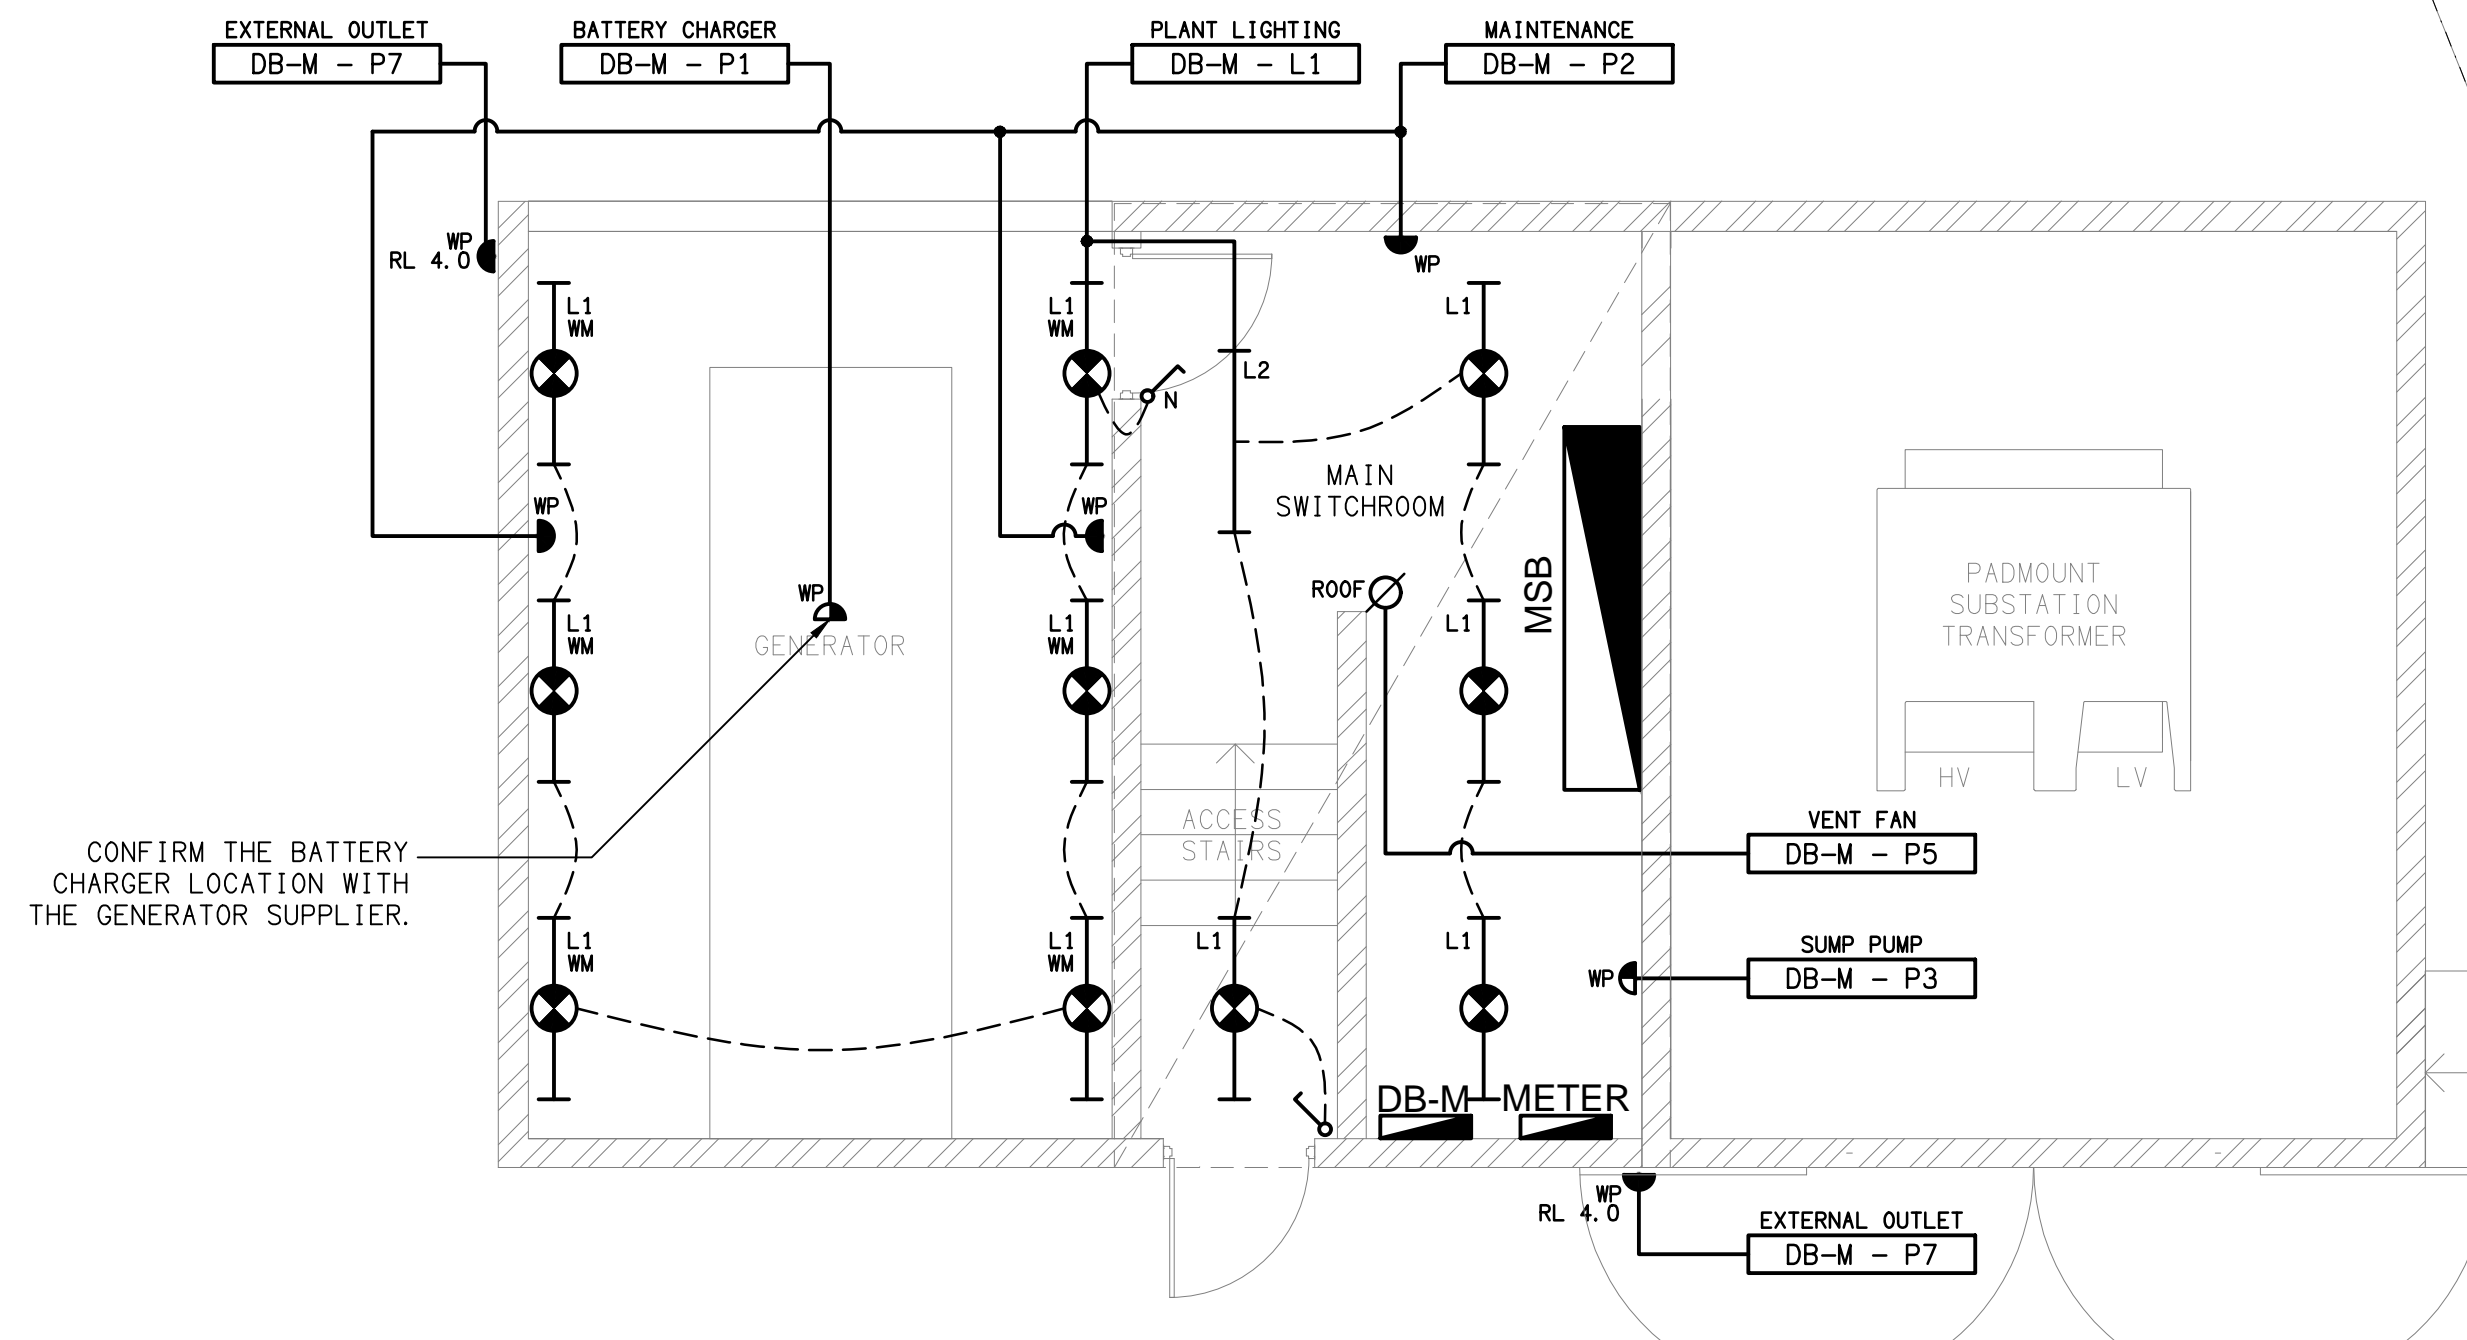 EXTERNAL OUTLET
DB-M - P7
BATTERY CHARGER
DB-M - P1
PLANT LIGHTING
DB-M - L1
MAINTENANCE
DB-M - P2
WP
RL 4.0
WP
L1
WM
L1
WM
L1
L2
N
MAIN
SWITCHROOM
WP
WP
MSB
ROOF
WP
GENERATOR
L1
WM
L1
WM
L1
PADMOUNT
SUBSTATION
TRANSFORMER
HV
LV
ACCESS
STAIRS
VENT FAN
DB-M - P5
CONFIRM THE BATTERY
CHARGER LOCATION WITH
THE GENERATOR SUPPLIER.
L1
WM
L1
WM
L1
L1
SUMP PUMP
WP
DB-M - P3
DB-M
METER
WP
RL 4.0
EXTERNAL OUTLET
DB-M - P7